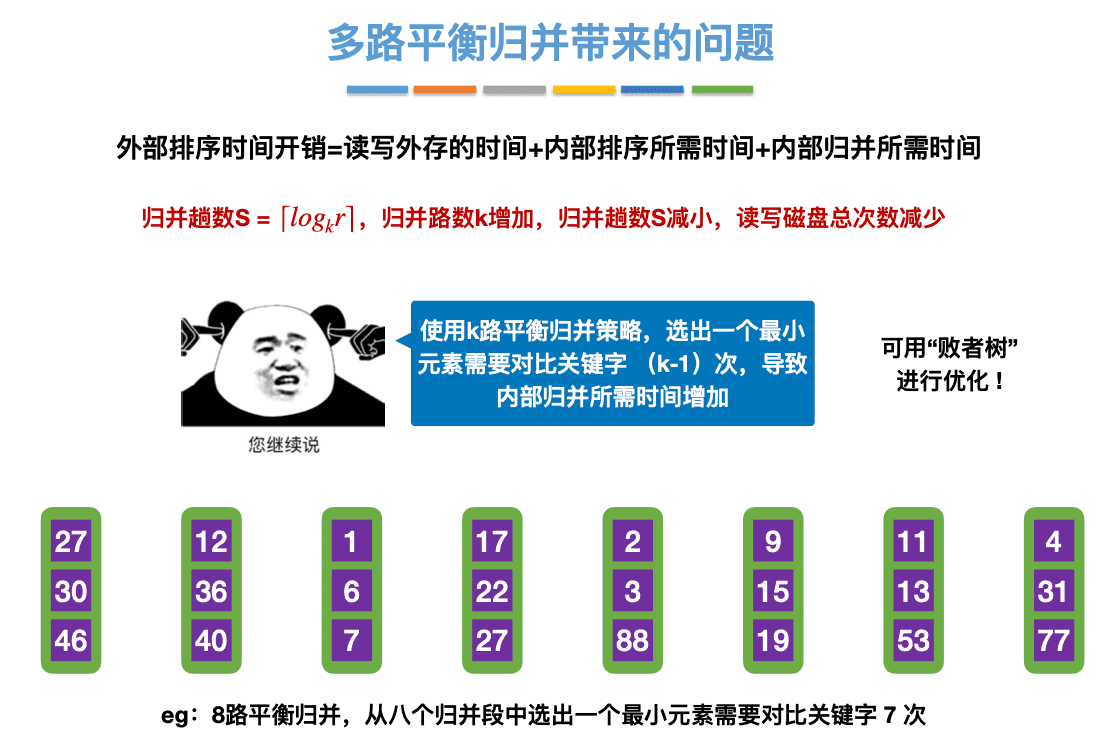 多路平衡归并带来的问题
外部排序时间开销=读写外存的时间+内部排序所需时间+内部归并所需时间
归并趟数S = ⌈logₖr⌉，归并路数k增加，归并趟数S减小，读写磁盘总次数减少
使用k路平衡归并策略，选出一个最小
元素需要对比关键字 （k-1）次，导致
内部归并所需时间增加
可用“败者树”
进行优化！
您继续说
27 12 1 17 2 9 11 4
30 36 6 22 3 15 13 31
46 40 7 27 88 19 53 77
eg：8路平衡归并，从八个归并段中选出一个最小元素需要对比关键字 7 次